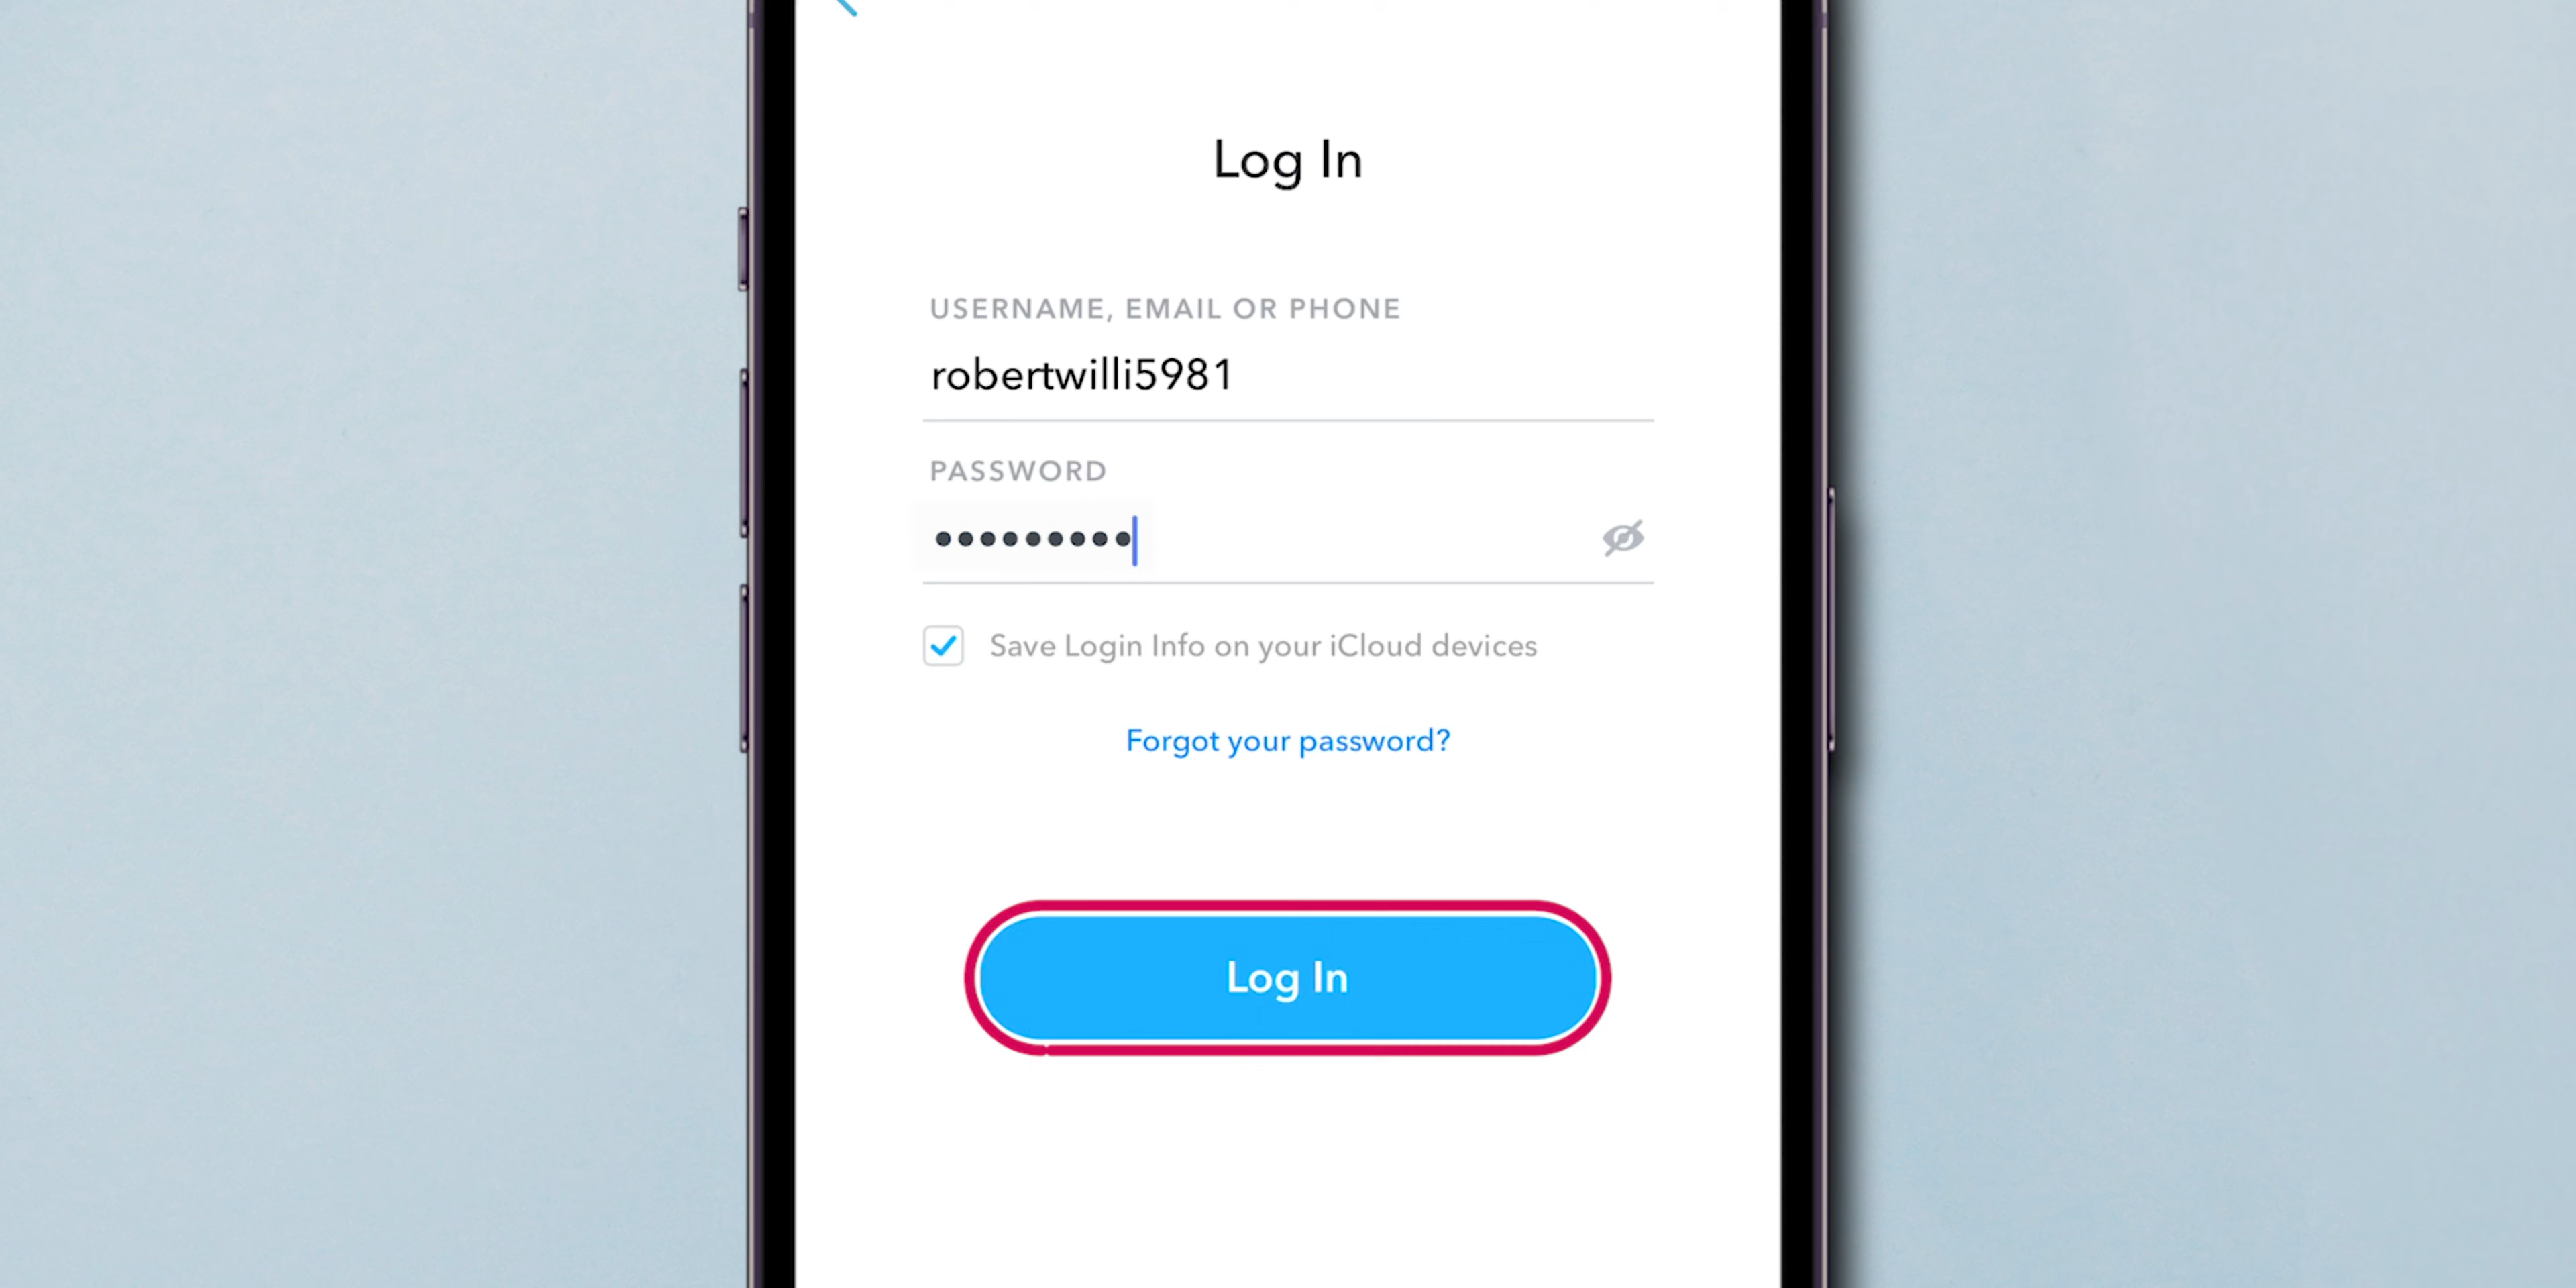 Log In
USERNAME, EMAIL OR PHONE
robertwilli5981
PASSWORD
•••••••••
Save Login Info on your iCloud devices
Forgot your password?
Log In